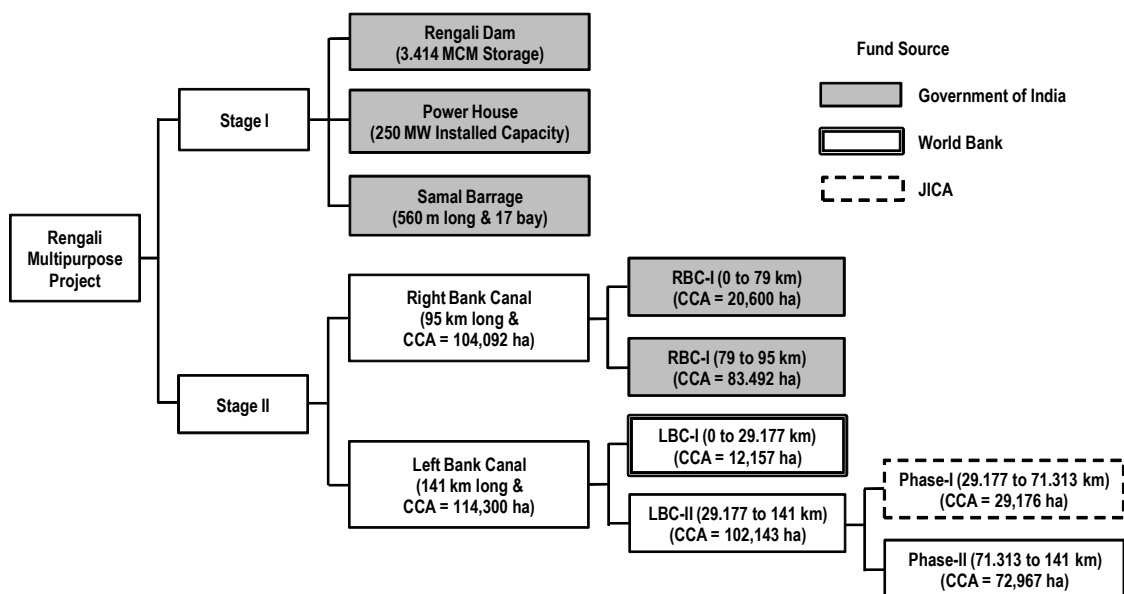 Rengali Dam
(3.414 MCM Storage)
Fund Source
Government of India
World Bank
JICA
Stage I
Power House
(250 MW Installed Capacity)
Samal Barrage
(560 m long & 17 bay)
Rengali
Multipurpose
Project
Right Bank Canal
(95 km long &
CCA = 104,092 ha)
RBC-I (0 to 79 km)
(CCA = 20,600 ha)
RBC-I (79 to 95 km)
(CCA = 83.492 ha)
Stage II
Left Bank Canal
(141 km long &
CCA = 114,300 ha)
LBC-I (0 to 29.177 km)
(CCA = 12,157 ha)
LBC-II (29.177 to 141 km)
(CCA = 102,143 ha)
Phase-I (29.177 to 71.313 km)
(CCA = 29,176 ha)
Phase-II (71.313 to 141 km)
(CCA = 72,967 ha)